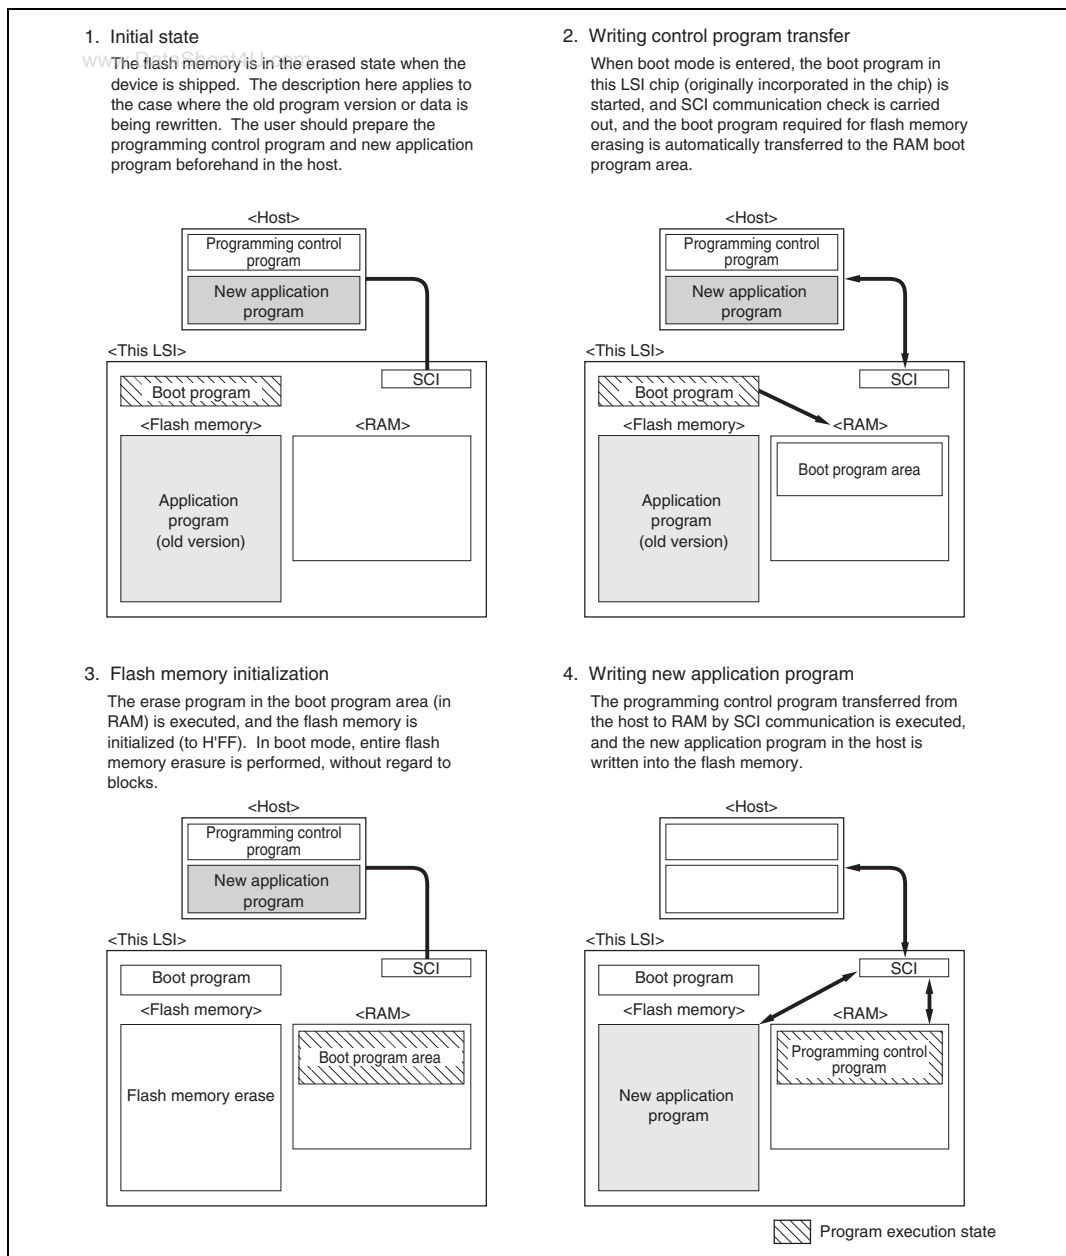 1. Initial state
www.DataSheet4U.com
The flash memory is in the erased state when the
device is shipped. The description here applies to
the case where the old program version or data is
being rewritten. The user should prepare the
programming control program and new application
program beforehand in the host.
<Host>
Programming control
program
New application
program
<This LSI>
SCI
Boot program
<Flash memory>
<RAM>
Application
program
(old version)
2. Writing control program transfer
When boot mode is entered, the boot program in
this LSI chip (originally incorporated in the chip) is
started, and SCI communication check is carried
out, and the boot program required for flash memory
erasing is automatically transferred to the RAM boot
program area.
<Host>
Programming control
program
New application
program
<This LSI>
SCI
Boot program
<Flash memory>
<RAM>
Boot program area
Application
program
(old version)
3. Flash memory initialization
The erase program in the boot program area (in
RAM) is executed, and the flash memory is
initialized (to H'FF). In boot mode, entire flash
memory erasure is performed, without regard to
blocks.
<Host>
Programming control
program
New application
program
<This LSI>
SCI
Boot program
<Flash memory>
<RAM>
Boot program area
Flash memory erase
4. Writing new application program
The programming control program transferred from
the host to RAM by SCI communication is executed,
and the new application program in the host is
written into the flash memory.
<Host>
<This LSI>
SCI
Boot program
<Flash memory>
<RAM>
Programming control
program
New application
program
Program execution state